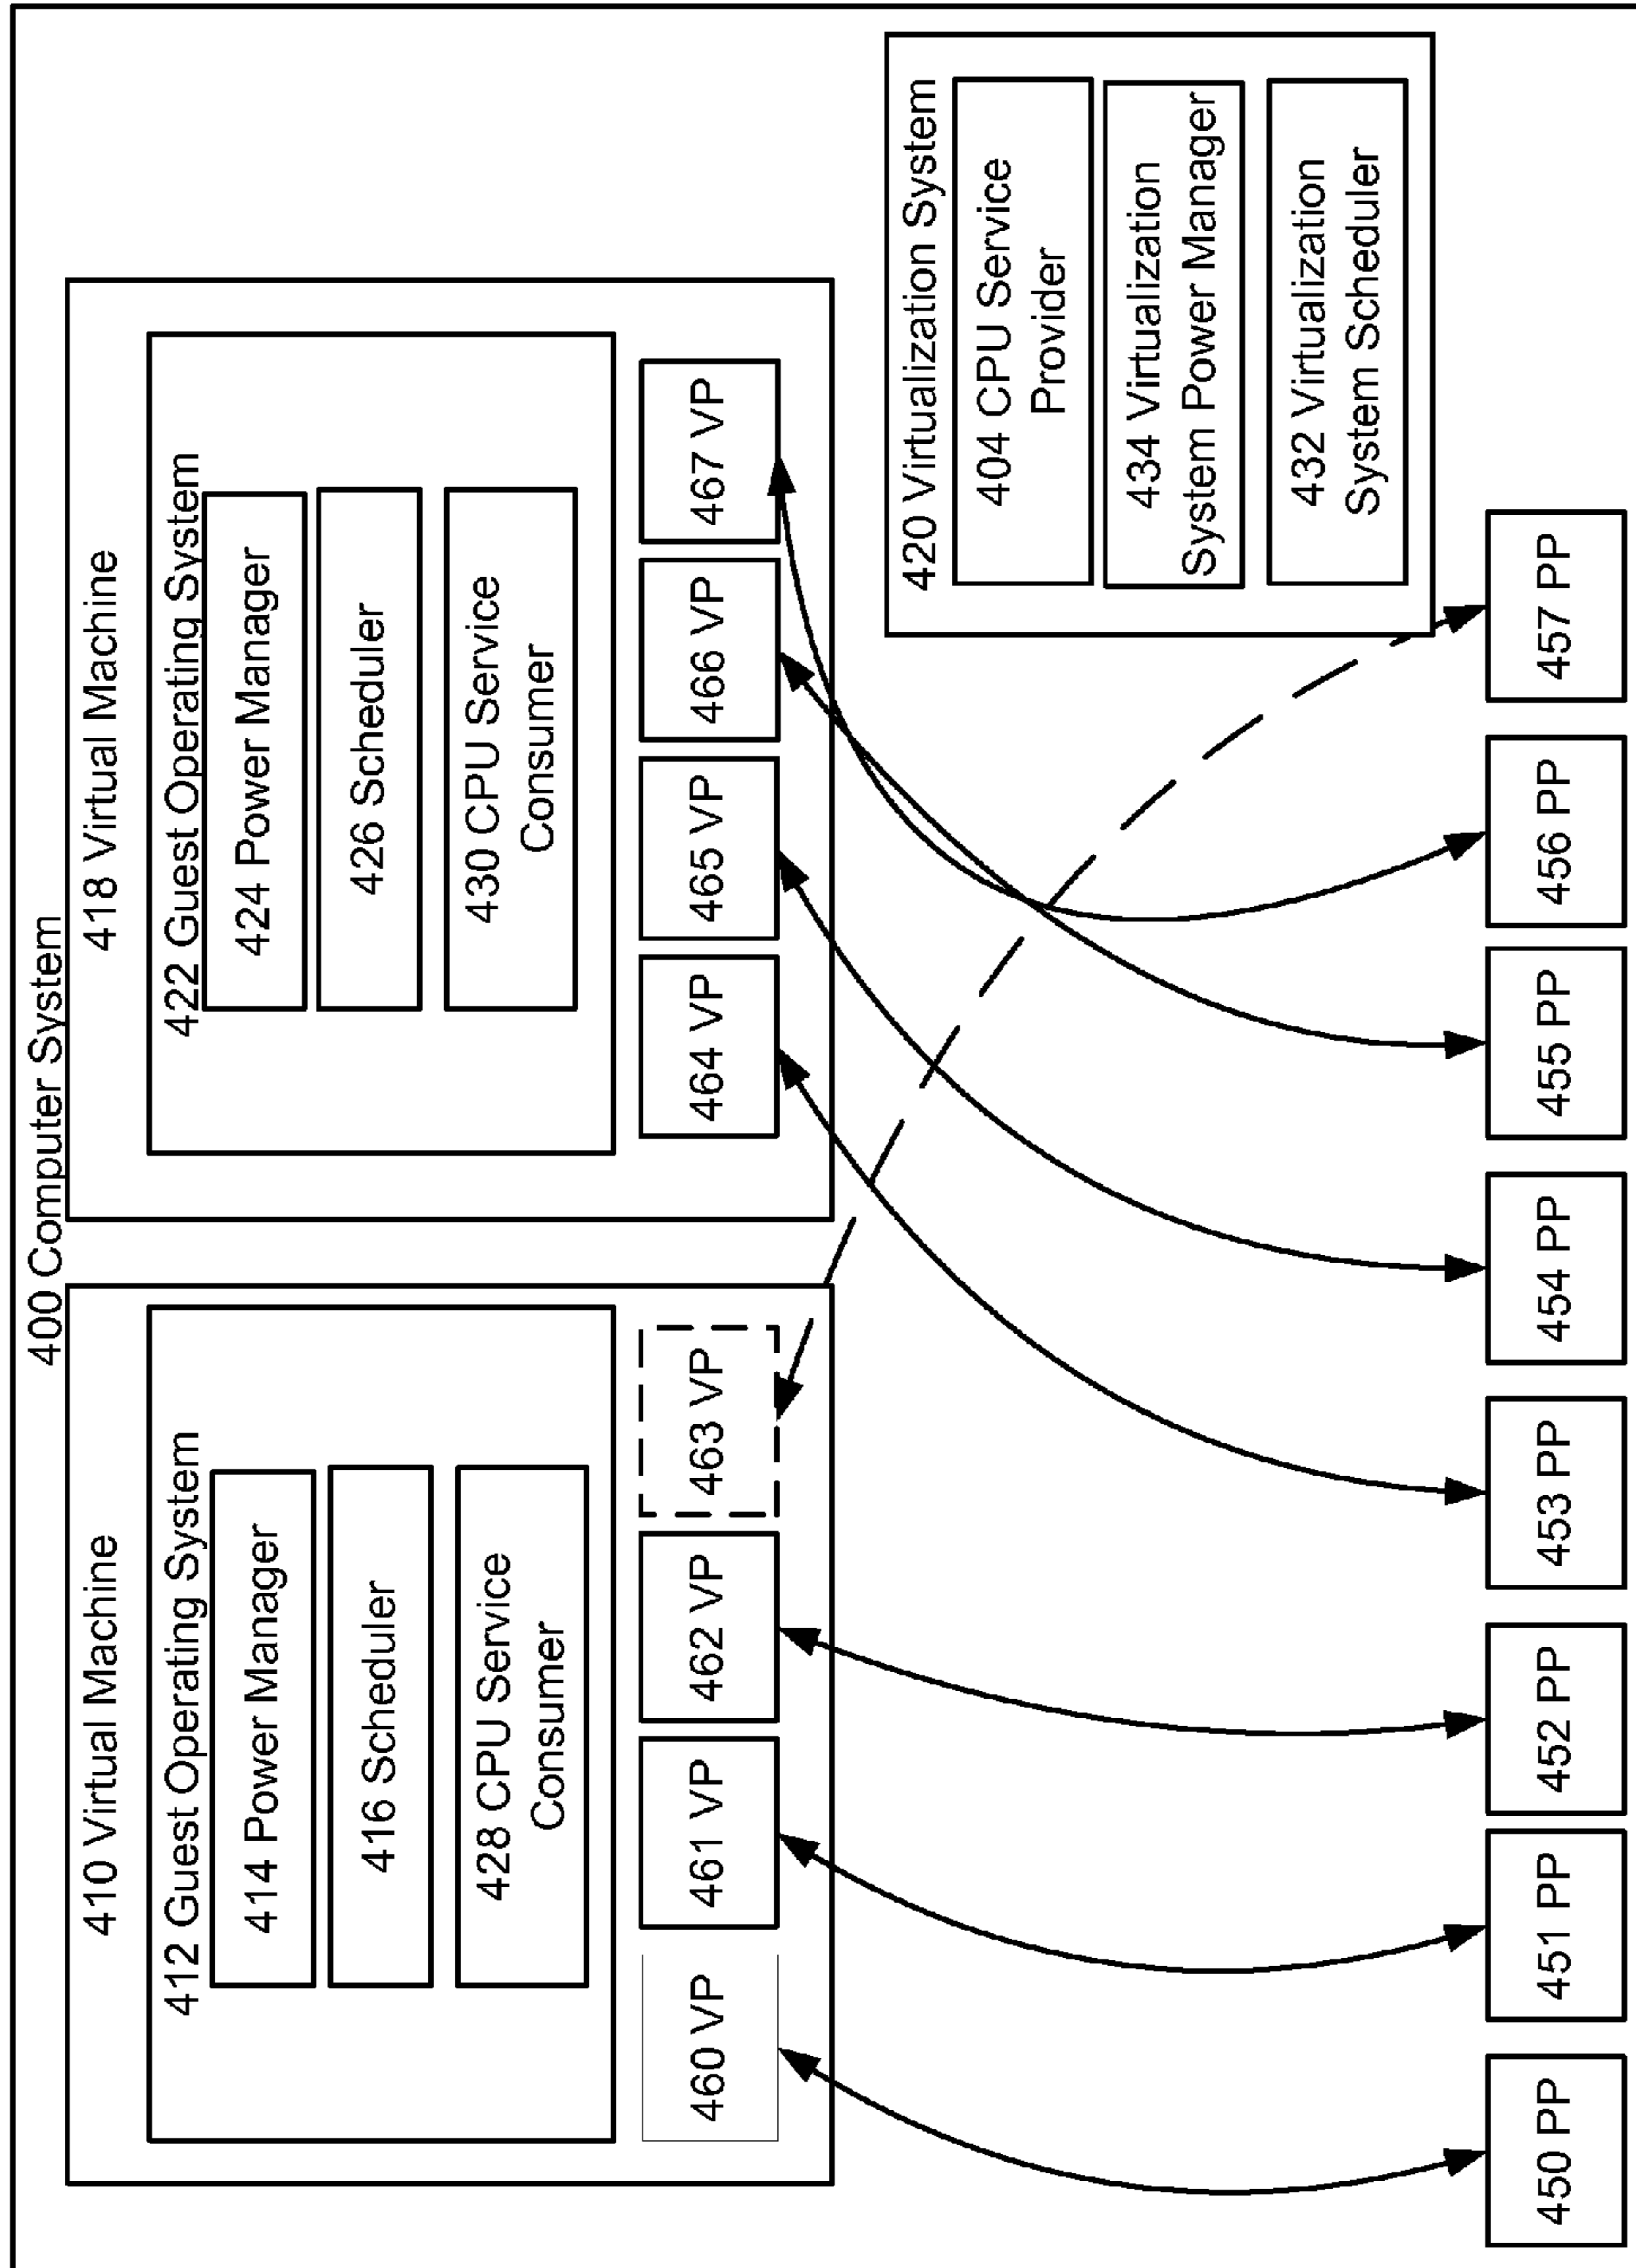 400 Computer System
410 Virtual Machine
412 Guest Operating System
414 Power Manager
416 Scheduler
428 CPU Service
Consumer
460 VP
461 VP
462 VP
463 VP
418 Virtual Machine
422 Guest Operating System
424 Power Manager
426 Scheduler
430 CPU Service
Consumer
464 VP
465 VP
466 VP
467 VP
420 Virtualization System
404 CPU Service
Provider
434 Virtualization
System Power Manager
432 Virtualization
System Scheduler
450 PP
451 PP
452 PP
453 PP
454 PP
455 PP
456 PP
457 PP